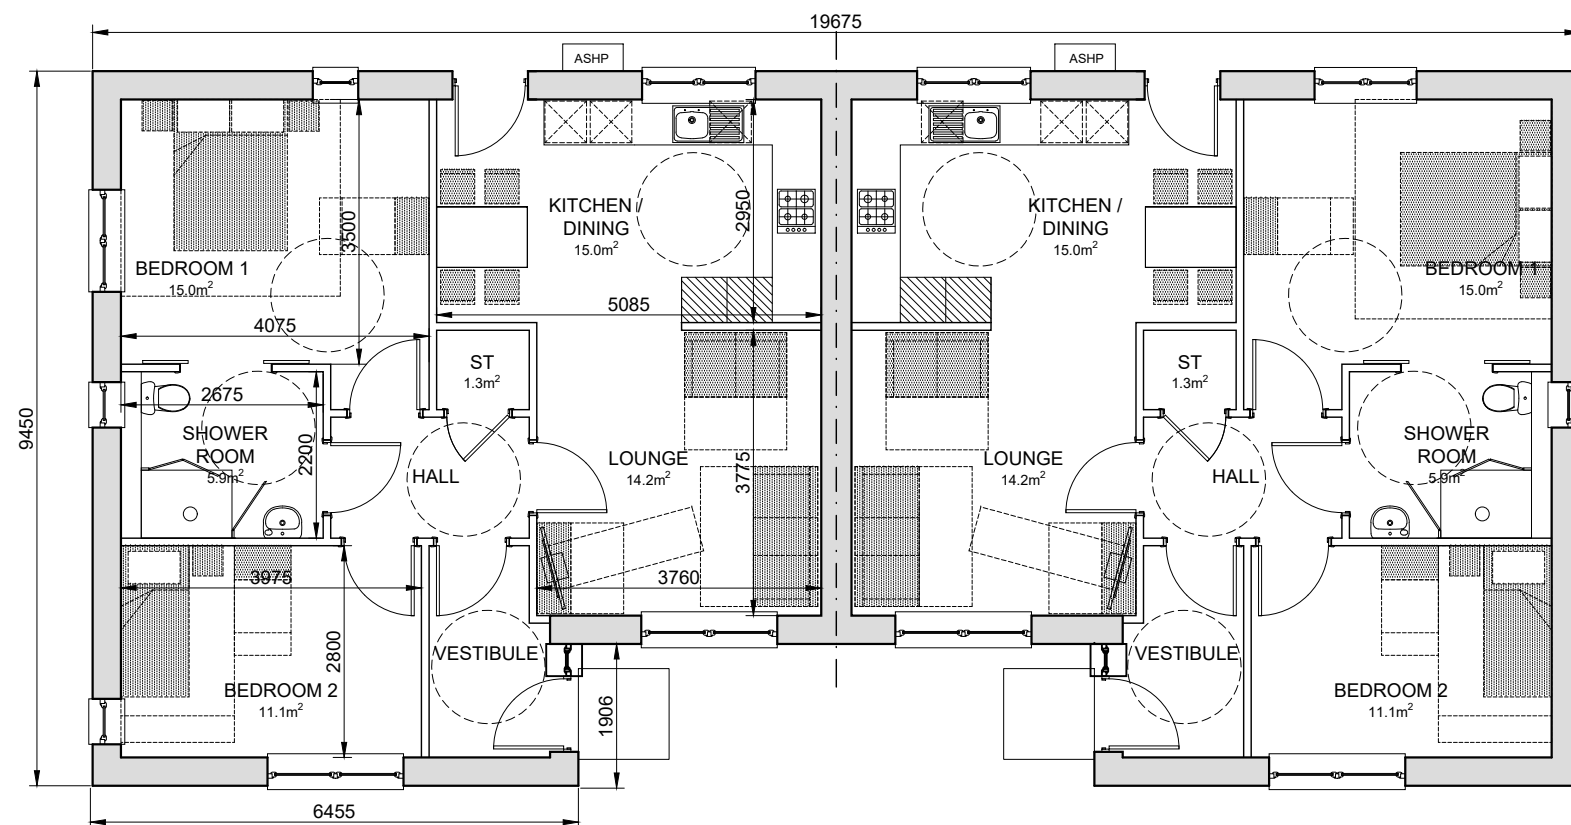 19675
ASHP
ASHP
9450
BEDROOM 1
15.0m²
3500
4075
KITCHEN /
DINING
15.0m²
2950
5085
KITCHEN /
DINING
15.0m²
BEDROOM 1
15.0m²
ST
1.3m²
ST
1.3m²
2675
SHOWER
ROOM
5.9m²
2200
HALL
LOUNGE
14.2m²
3775
3760
LOUNGE
14.2m²
HALL
SHOWER
ROOM
5.9m²
3975
2800
BEDROOM 2
11.1m²
VESTIBULE
1906
VESTIBULE
BEDROOM 2
11.1m²
6455